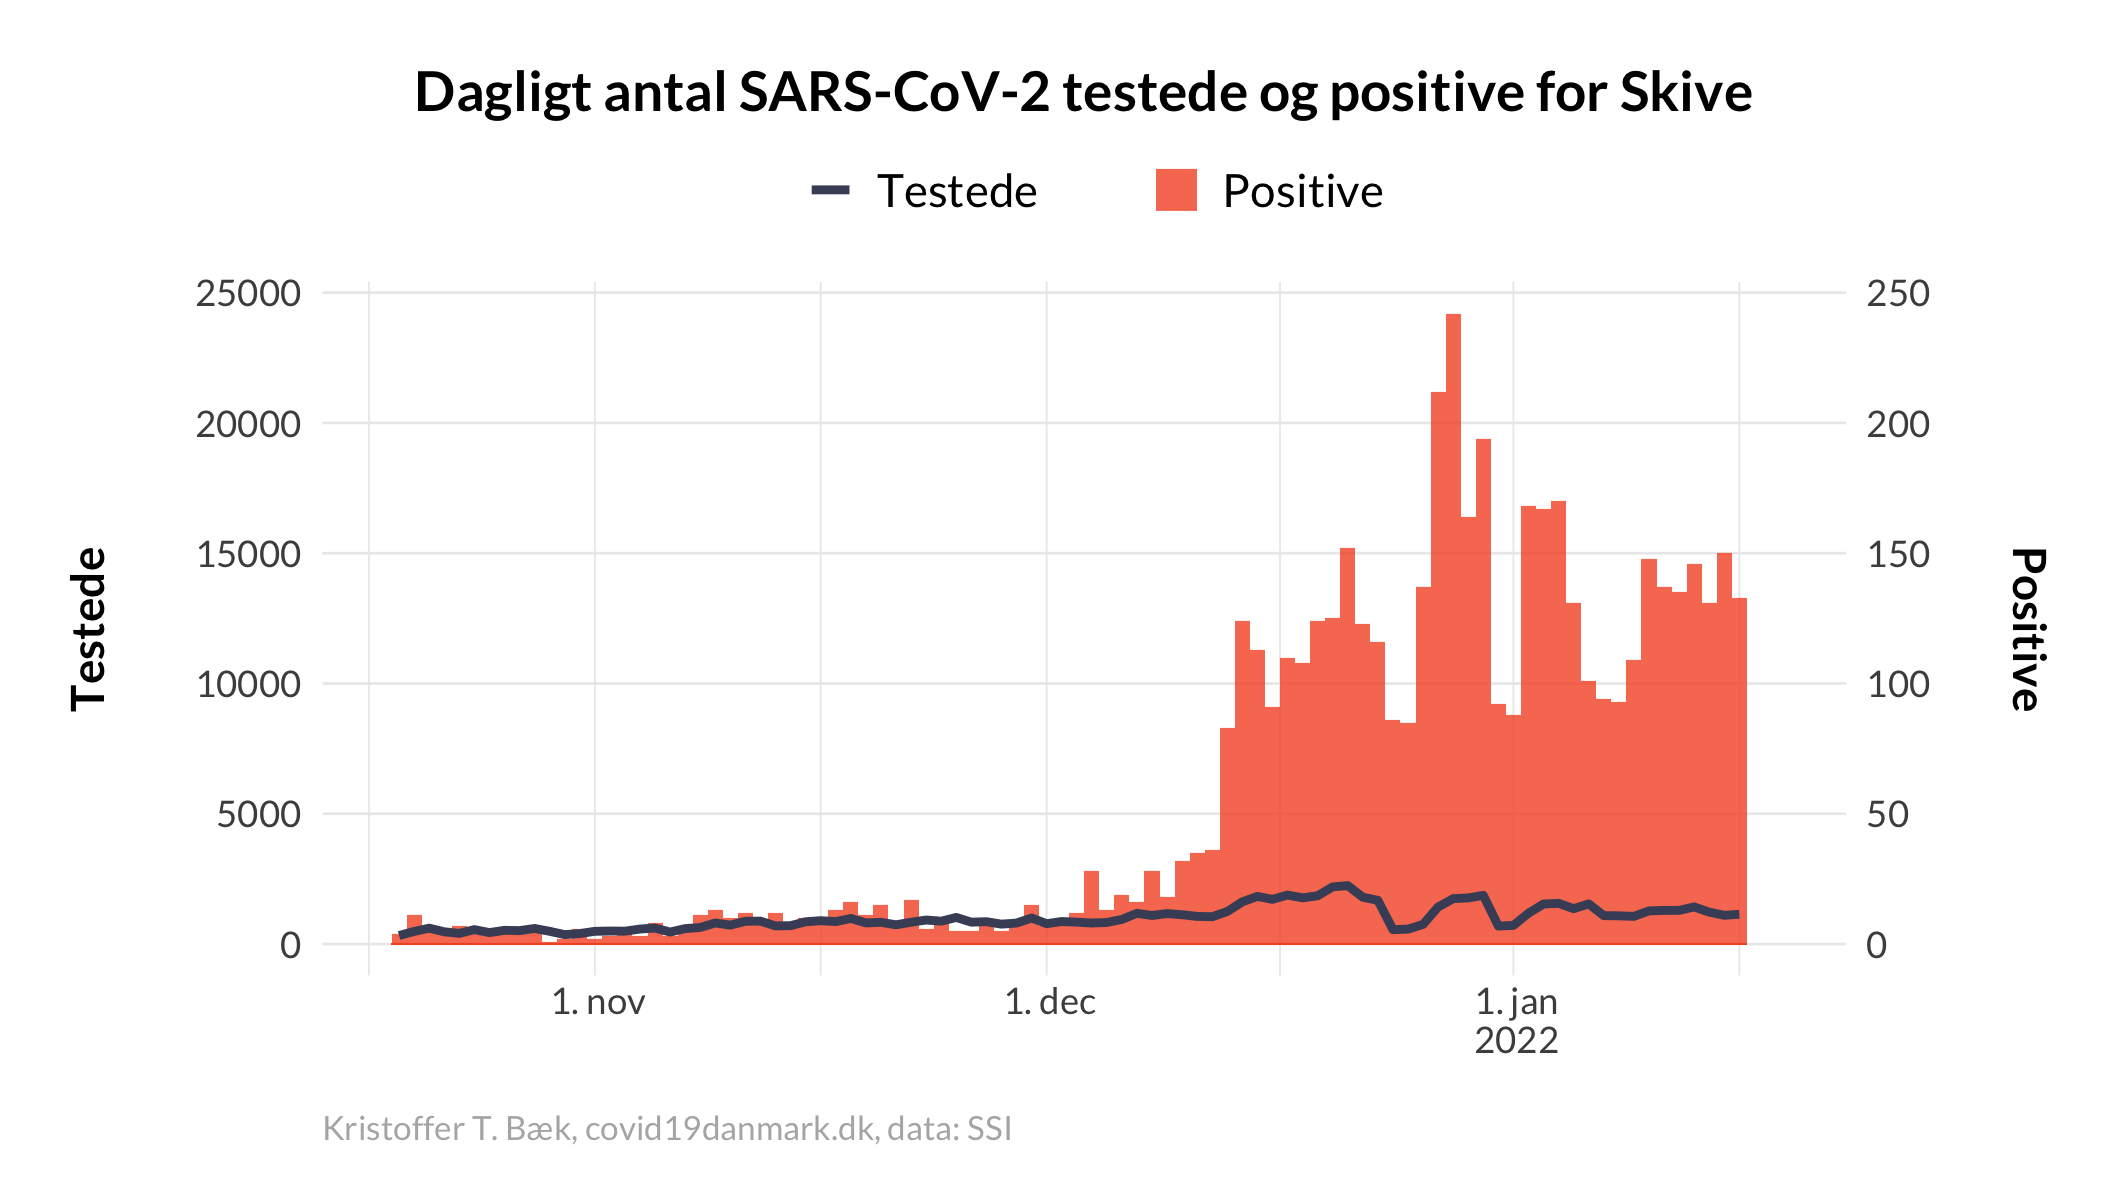 Dagligt antal SARS-CoV-2 testede og positive for Skive
Testede
Positive
25000
20000
15000
10000
5000
0
250
200
150
100
50
0
Testede
Positive
1. nov
1. dec
1. jan
2022
Kristoffer T. Bæk, covid19danmark.dk, data: SSI